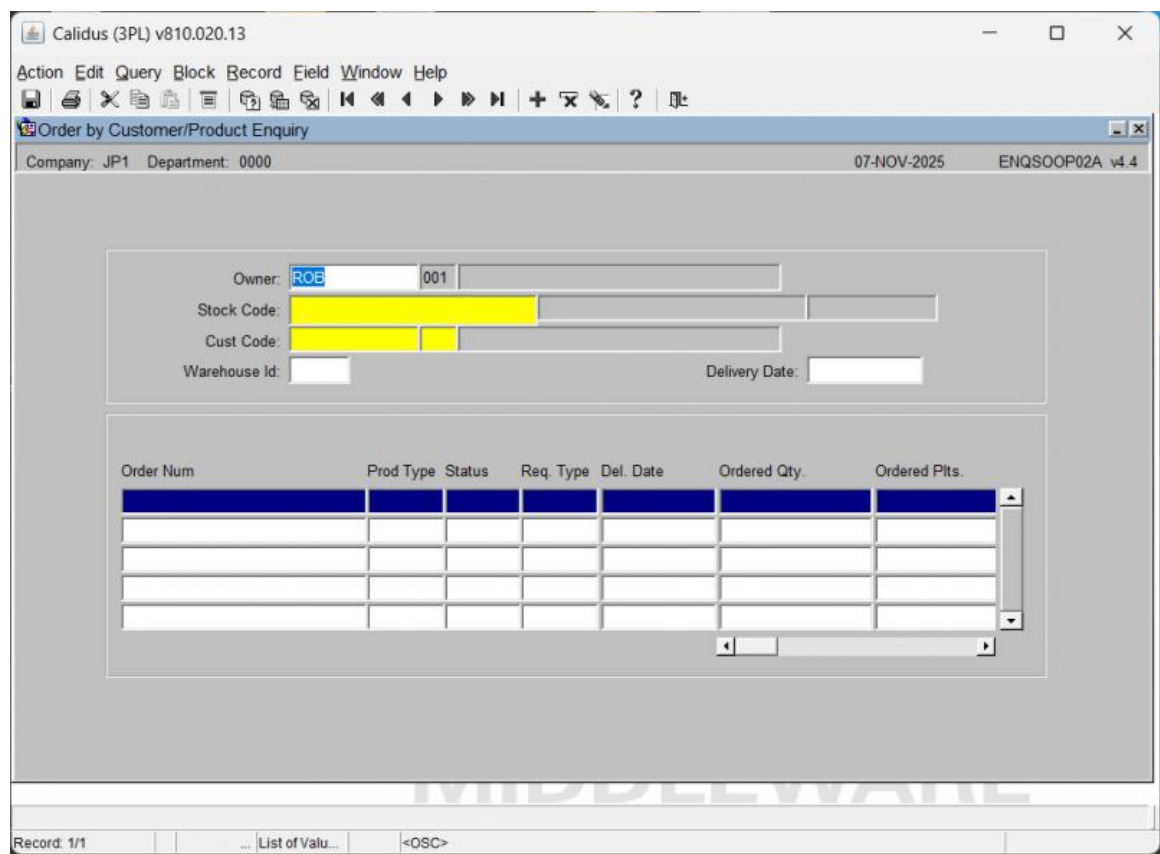 Calidus (3PL) v810.020.13
Action Edit Query Block Record Field Window Help
Order by Customer/Product Enquiry
Company: JP1 Department: 0000 07-NOV-2025 ENQSOOP02A v4.4
Owner: ROB 001
Stock Code:
Cust Code:
Warehouse Id: Delivery Date:
Order Num Prod Type Status Req. Type Del. Date Ordered Qty. Ordered Plts.
MIDDLEWARE
Record: 1/1 ... List of Valu... <OSC>